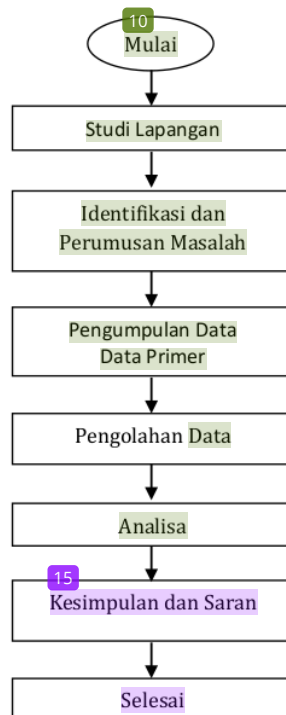 10
Mulai
Studi Lapangan
Identifikasi dan
Perumusan Masalah
Pengumpulan Data
Data Primer
Pengolahan Data
Analisa
15
Kesimpulan dan Saran
Selesai